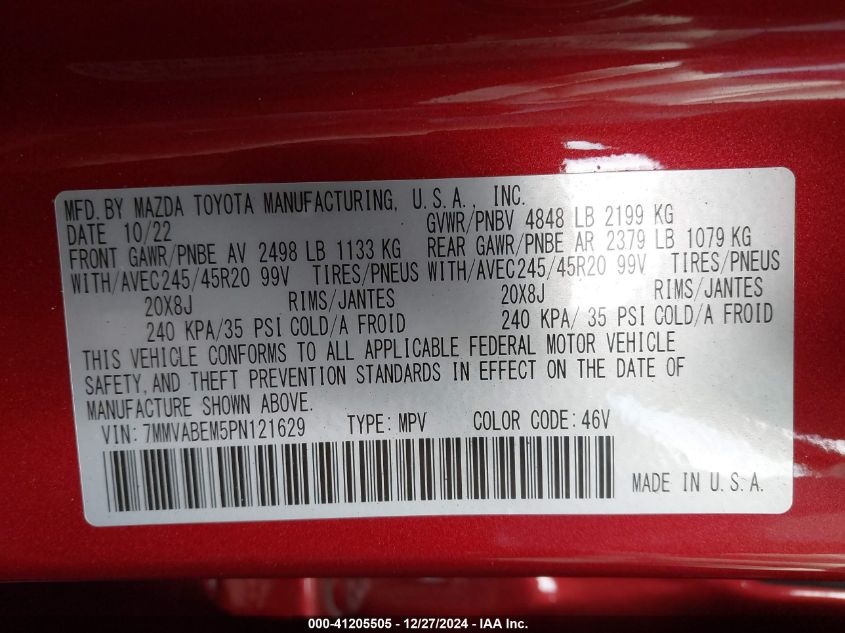 MFD. BY MAZDA TOYOTA MANUFACTURING, U.S.A., INC.
DATE 10/22 GVWR/PNBV 4848 LB 2199 KG
FRONT GAWR/PNBE AV 2498 LB 1133 KG REAR GAWR/PNBE AR 2379 LB 1079 KG
WITH/AVEC245/45R20 99V TIRES/PNEUS WITH/AVEC245/45R20 99V TIRES/PNEUS
20X8J RIMS/JANTES 20X8J RIMS/JANTES
240 KPA/35 PSI COLD/A FROID 240 KPA/ 35 PSI COLD/A FROID
THIS VEHICLE CONFORMS TO ALL APPLICABLE FEDERAL MOTOR VEHICLE
SAFETY, AND THEFT PREVENTION STANDARDS IN EFFECT ON THE DATE OF
MANUFACTURE SHOWN ABOVE.
VIN: 7MMVABEM5PN121629 TYPE: MPV COLOR CODE: 46V
MADE IN U.S.A.
000-41205505 - 12/27/2024 - IAA Inc.